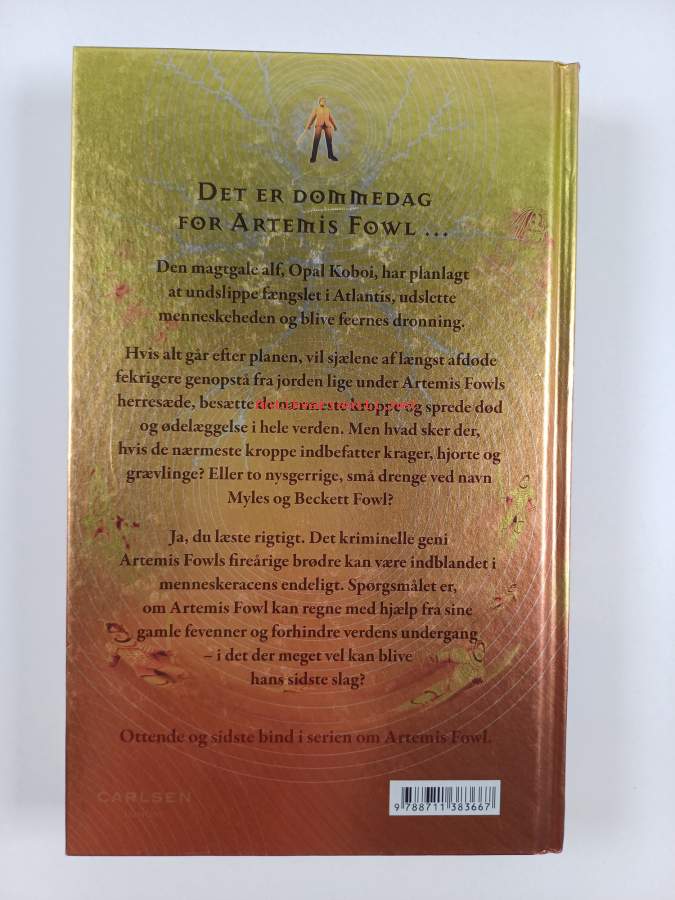 DET ER DOMMEDAG
FOR ARTEMIS FOWL ...
Den magtgale alf, Opal Koboi, har planlagt
at undslippe fængslet i Atlantis, udslette
menneskeheden og blive feernes dronning.
Hvis alt går efter planen, vil sjælene af længst afdøde
fekrigere genopstå fra jorden lige under Artemis Fowls
herresæde, besætte de nærmeste kroppe og sprede død
og ødelæggelse i hele verden. Men hvad sker der,
hvis de nærmeste kroppe indbefatter krager, hjorte og
grævlinge? Eller to nysgerrige, små drenge ved navn
Myles og Beckett Fowl?
Ja, du læste rigtigt. Det kriminelle geni
Artemis Fowls fireårige brødre kan være indblandet i
menneskeracens endeligt. Spørgsmålet er,
om Artemis Fowl kan regne med hjælp fra sine
gamle fevenner og forhindre verdens undergang
– i det der meget vel kan blive
hans sidste slag?
Ottende og sidste bind i serien om Artemis Fowl.
CARLSEN
9 788711 383667